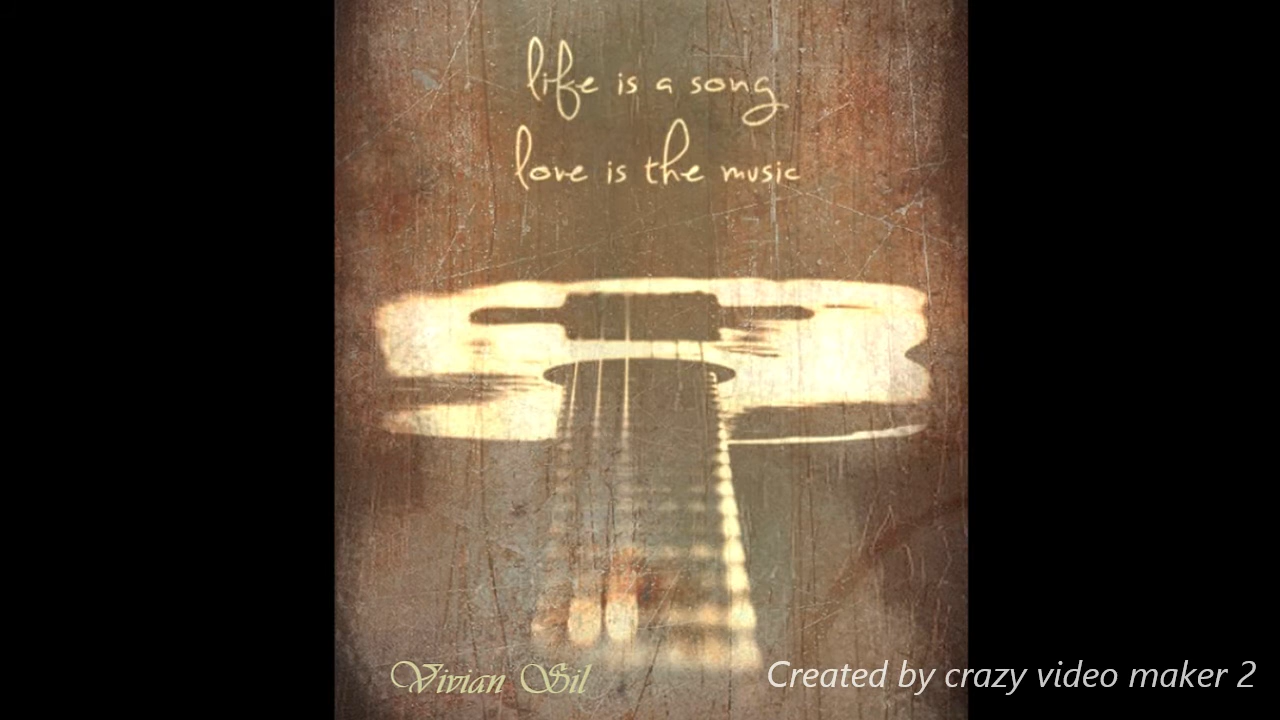 life is a song
love is the music
Vivian Sil
Created by crazy video maker 2